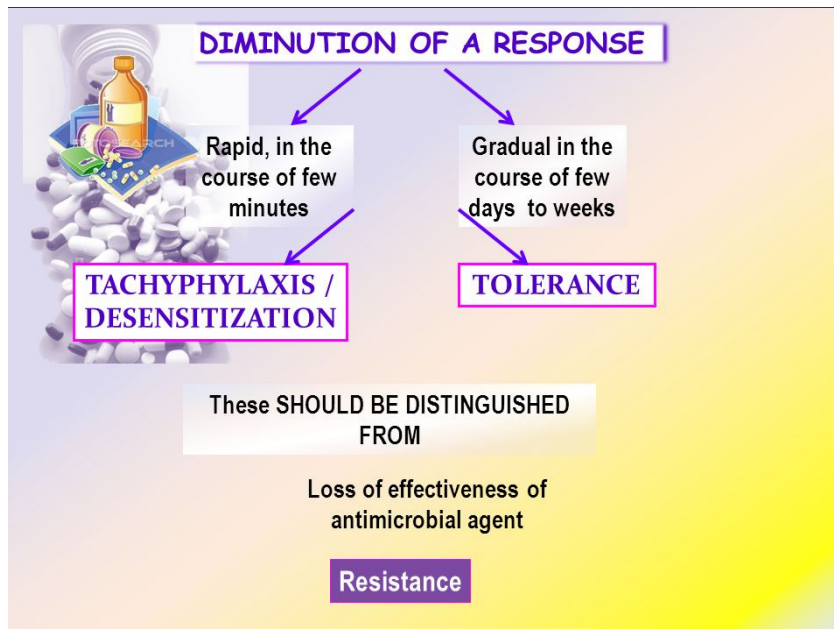 DIMINUTION OF A RESPONSE
Rapid, in the
course of few
minutes
Gradual in the
course of few
days to weeks
TACHYPHYLAXIS /
DESENSITIZATION
TOLERANCE
These SHOULD BE DISTINGUISHED
FROM
Loss of effectiveness of
antimicrobial agent
Resistance